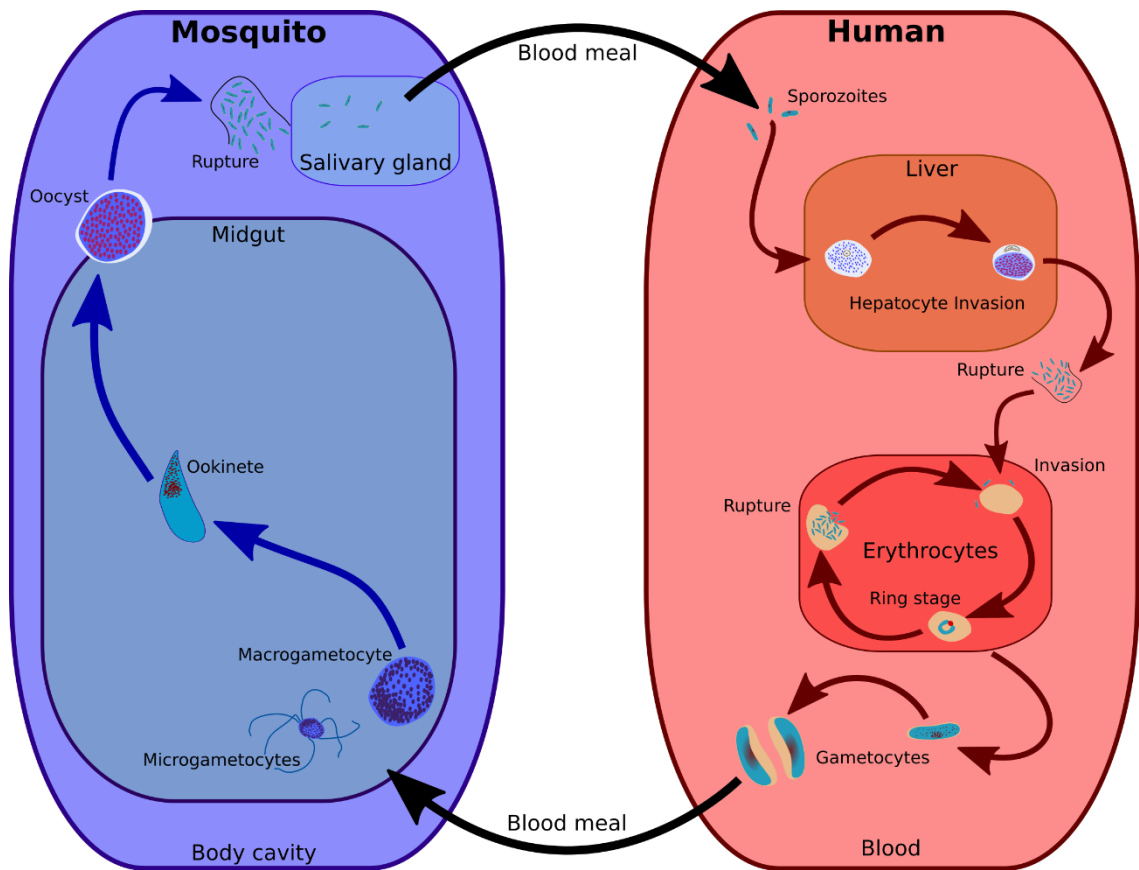 Mosquito
Human
Blood meal
Sporozoites
Rupture
Salivary gland
Liver
Oocyst
Midgut
Hepatocyte Invasion
Rupture
Ookinete
Invasion
Rupture
Erythrocytes
Ring stage
Macrogametocyte
Microgametocytes
Gametocytes
Blood meal
Body cavity
Blood